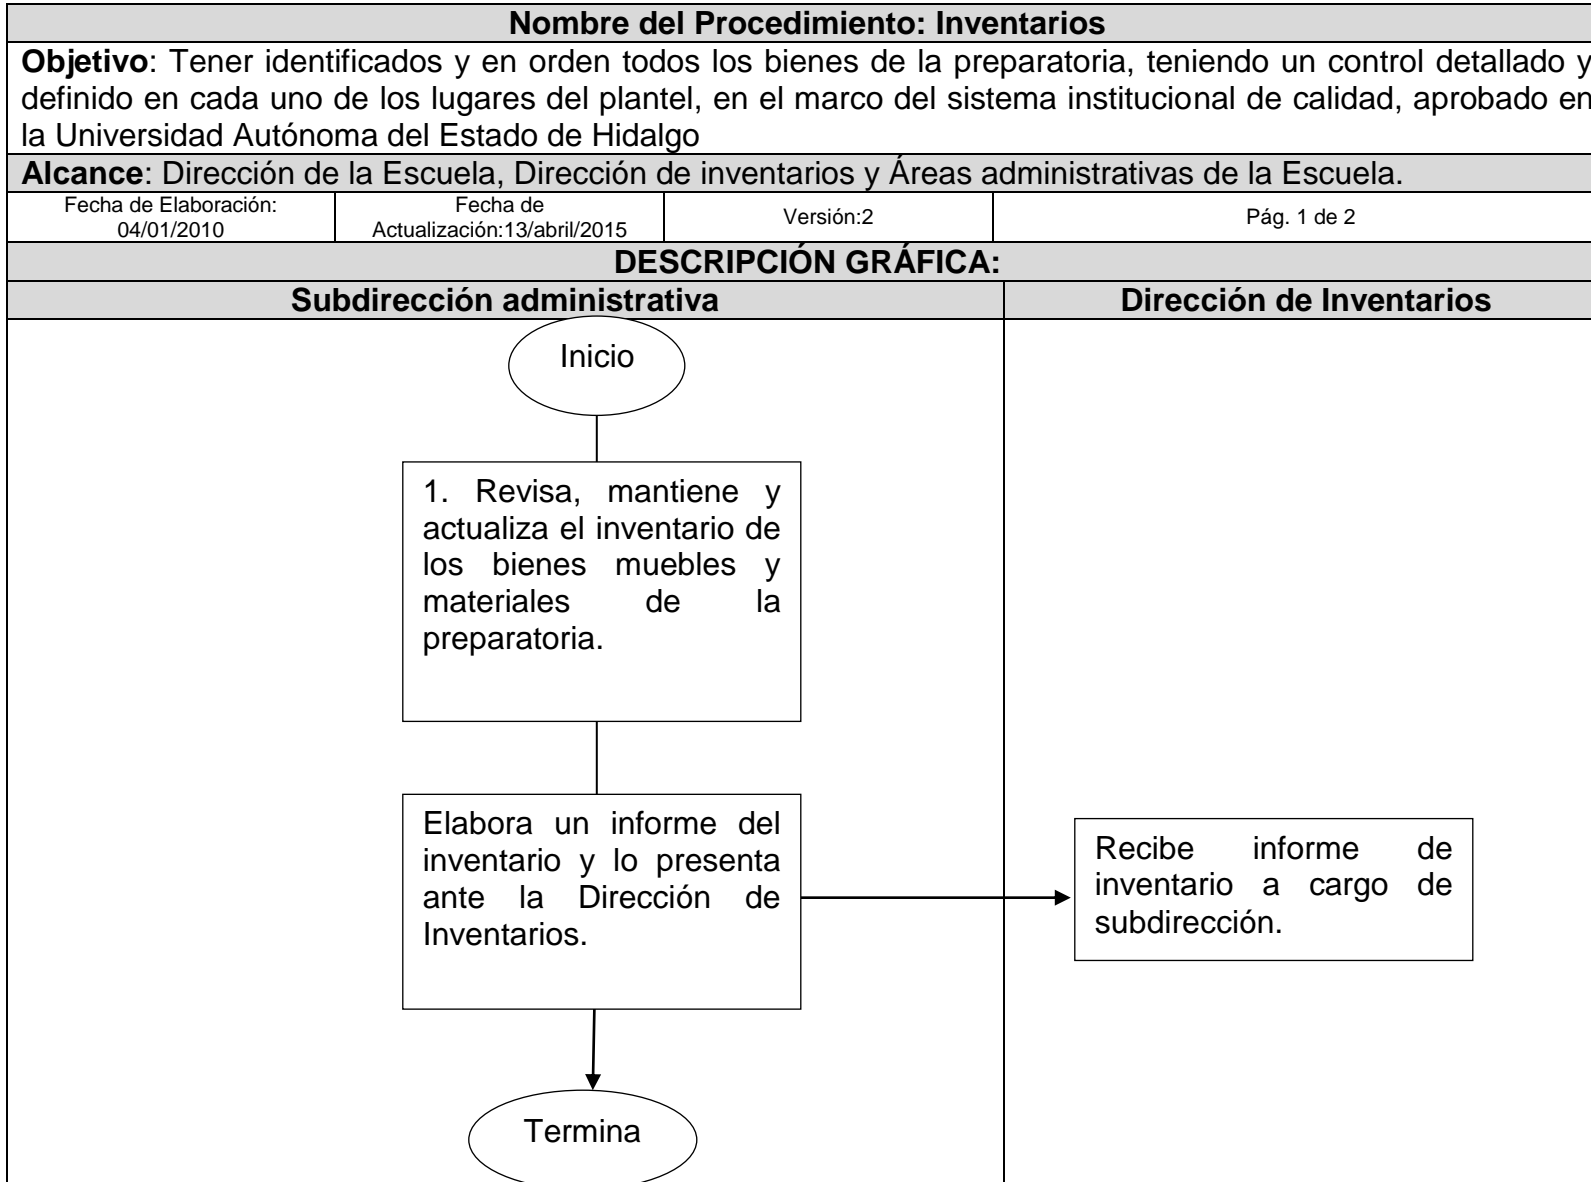 Nombre del Procedimiento: Inventarios
Objetivo: Tener identificados y en orden todos los bienes de la preparatoria, teniendo un control detallado y
definido en cada uno de los lugares del plantel, en el marco del sistema institucional de calidad, aprobado en
la Universidad Autónoma del Estado de Hidalgo
Alcance: Dirección de la Escuela, Dirección de inventarios y Áreas administrativas de la Escuela.
Fecha de Elaboración:
04/01/2010
Fecha de
Actualización:13/abril/2015
Versión:2
Pág. 1 de 2
DESCRIPCIÓN GRÁFICA:
Subdirección administrativa
Dirección de Inventarios
Inicio
1. Revisa, mantiene y
actualiza el inventario de
los bienes muebles y
materiales de la
preparatoria.
Elabora un informe del
inventario y lo presenta
ante la Dirección de
Inventarios.
Recibe informe de
inventario a cargo de
subdirección.
Termina